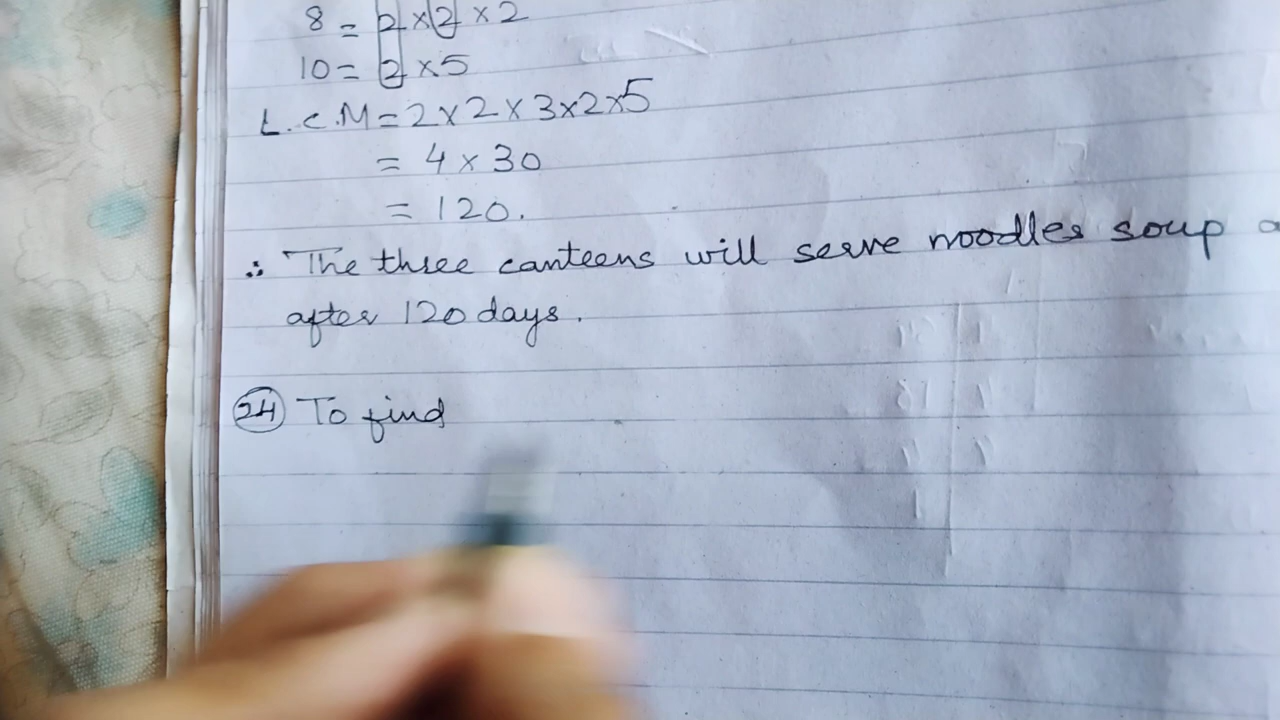 8 = 2 × 2 × 2
10 = 2 × 5
L.C.M = 2 × 2 × 3 × 2 × 5
= 4 × 30
= 120.
∴ The three canteens will serve noodles soup
after 120 days.
24 To find